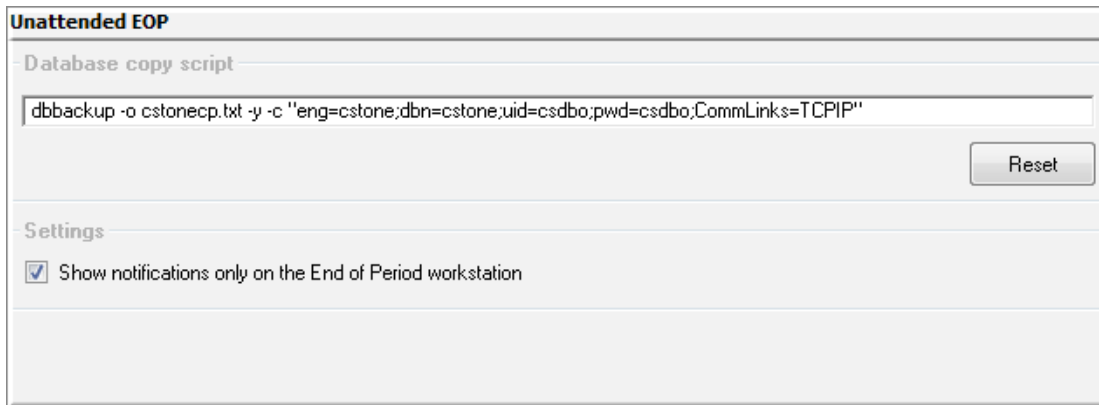 Unattended EOP
Database copy script
dbbackup -o cstonecp.txt -y -c "eng=cstone;dbn=cstone;uid=csdbo;pwd=csdbo;CommLinks=TCPIP"
Reset
Settings
Show notifications only on the End of Period workstation